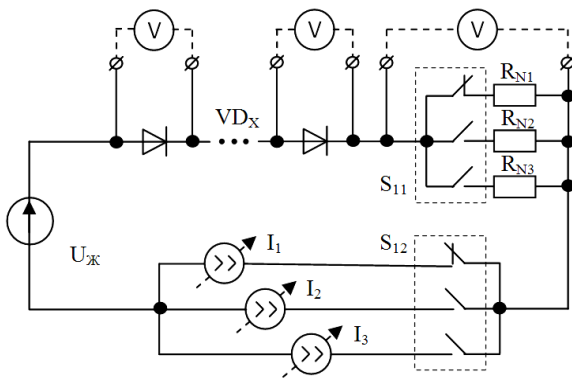 V V V
R_N1
VD_X R_N2
S_11 R_N3
U_Ж I_1 S_12
I_2
I_3